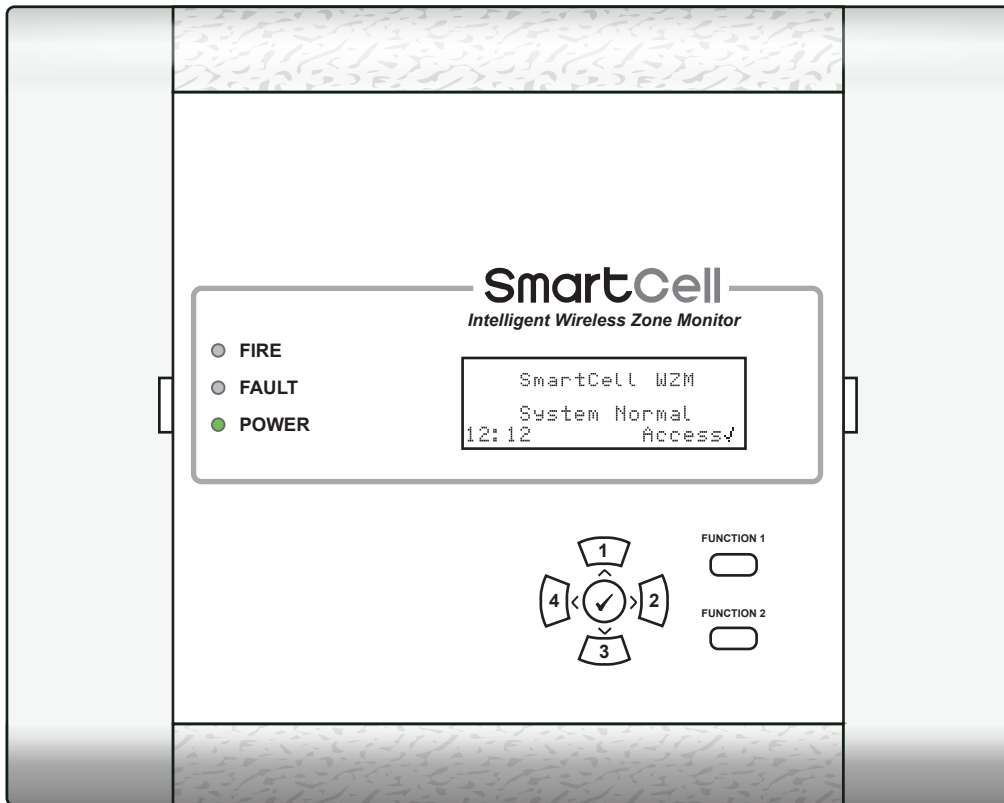 SmartCell
Intelligent Wireless Zone Monitor
FIRE
FAULT
POWER
SmartCell WZM
System Normal
12:12 Access✓
1
4 < ✓ > 2
3
FUNCTION 1
FUNCTION 2